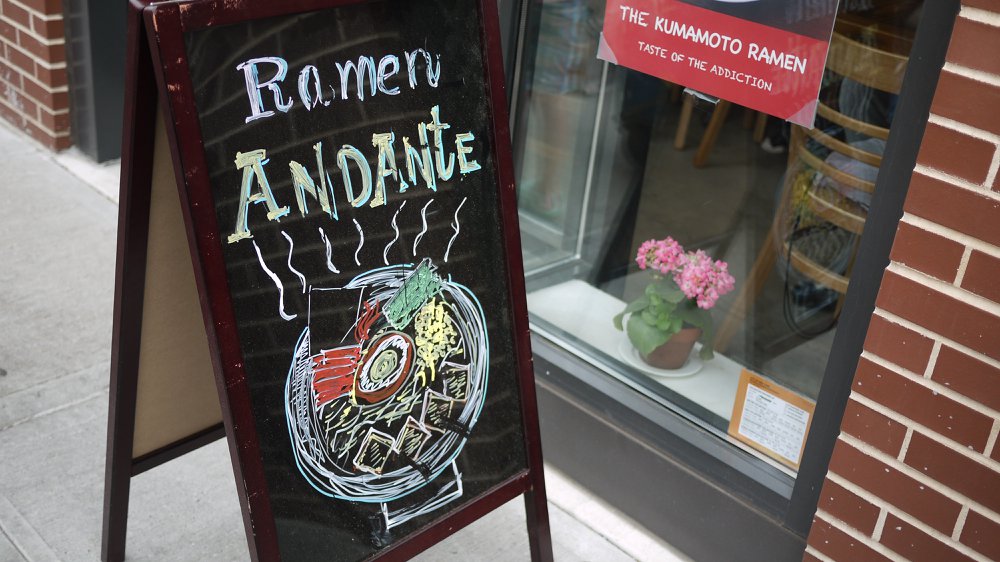 Ramen
ANDANTE
THE KUMAMOTO RAMEN
TASTE OF THE ADDICTION